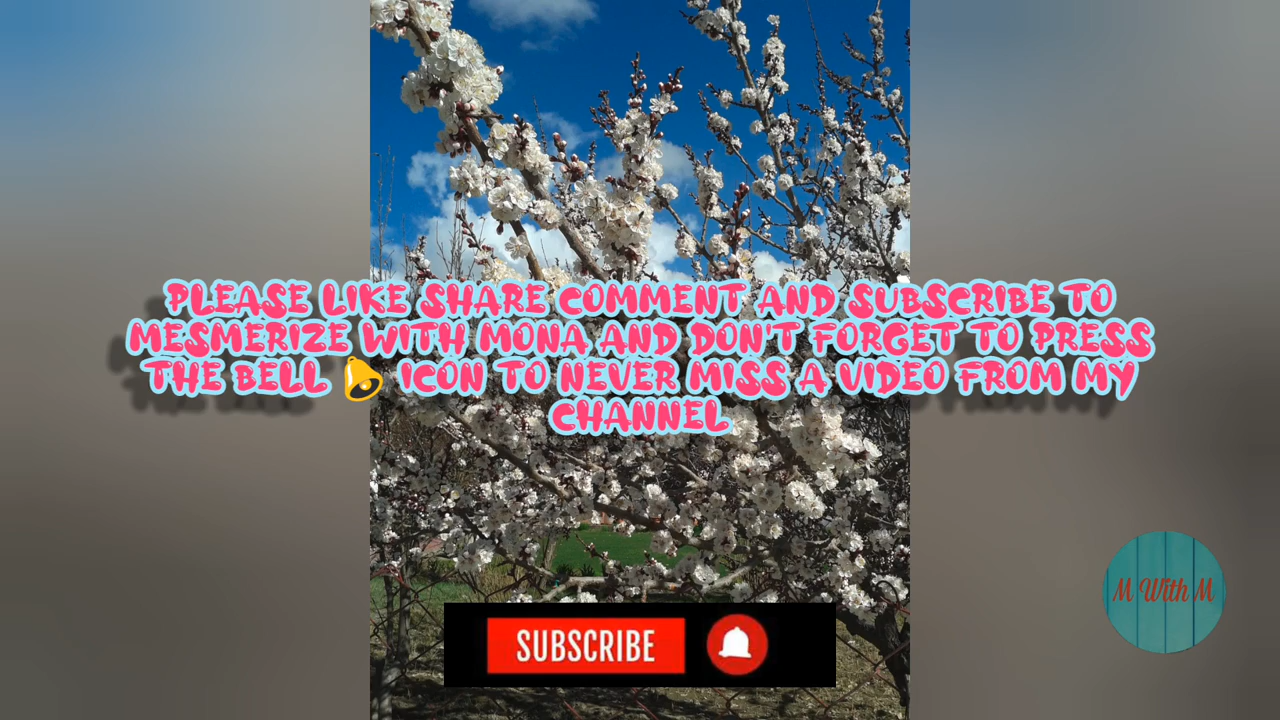 PLEASE LIKE SHARE COMMENT AND SUBSCRIBE TO
MESMERIZE WITH MONA AND DON'T FORGET TO PRESS
THE BELL 🔔 ICON TO NEVER MISS A VIDEO FROM MY
CHANNEL
M With M
SUBSCRIBE